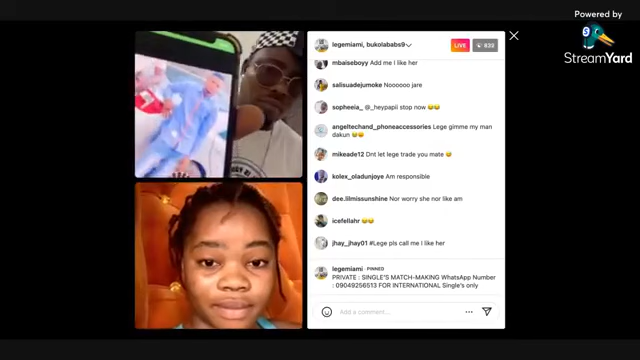 Powered by
StreamYard
legemiami, bukolababs9
LIVE
mbaiseboyy Add me I like her
salisuadejumoke Nooooo jare
sopheeia_ @_heypapii stop now 😂😂
angeltechand_phoneaccessories Lege gimme my man
dakun
mikeade12 Dnt let lege trade you mate
kolex_oladunjoye Am responsible
dee.lilmissunshine Nor worry she nor like am
icefellahr 😂😂
jhay_jhay01 #Lege pls call me I like her
legemiami PINNED
PRIVATE : SINGLE'S MATCH-MAKING WhatsApp Number
: 09049256513 FOR INTERNATIONAL Single's only
Add a comment...